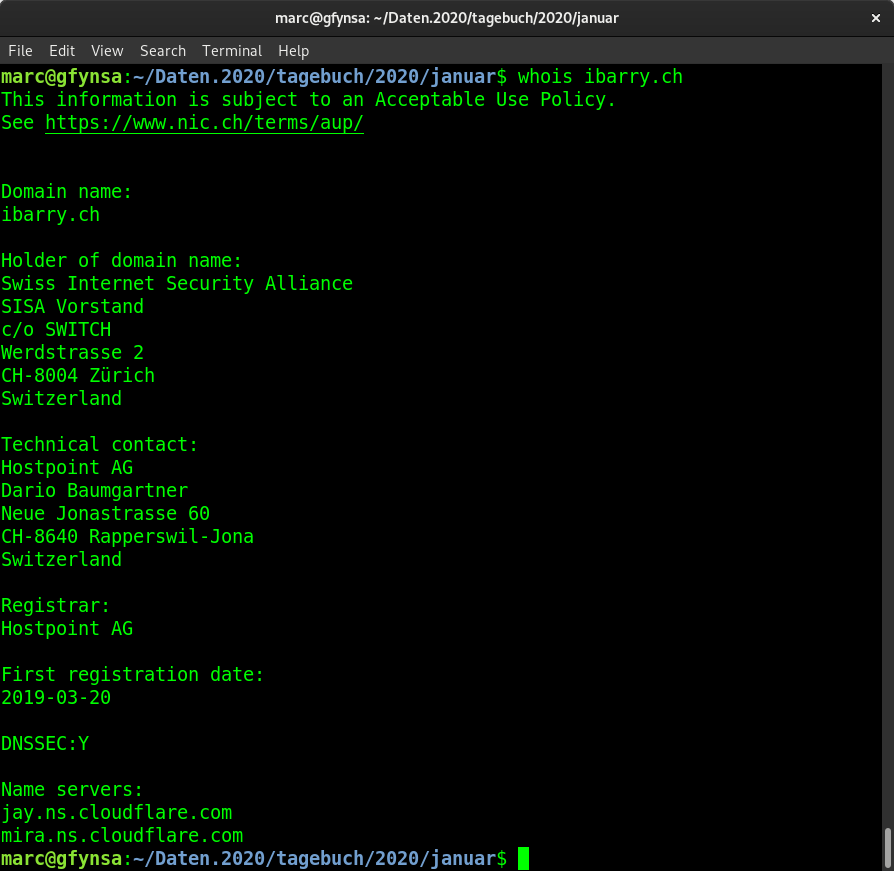 marc@gfynsa: ~/Daten.2020/tagebuch/2020/januar
×
File Edit View Search Terminal Help
marc@gfynsa:~/Daten.2020/tagebuch/2020/januar$ whois ibarry.ch
This information is subject to an Acceptable Use Policy.
See https://www.nic.ch/terms/aup/
Domain name:
ibarry.ch
Holder of domain name:
Swiss Internet Security Alliance
SISA Vorstand
c/o SWITCH
Werdstrasse 2
CH-8004 Zürich
Switzerland
Technical contact:
Hostpoint AG
Dario Baumgartner
Neue Jonastrasse 60
CH-8640 Rapperswil-Jona
Switzerland
Registrar:
Hostpoint AG
First registration date:
2019-03-20
DNSSEC:Y
Name servers:
jay.ns.cloudflare.com
mira.ns.cloudflare.com
marc@gfynsa:~/Daten.2020/tagebuch/2020/januar$